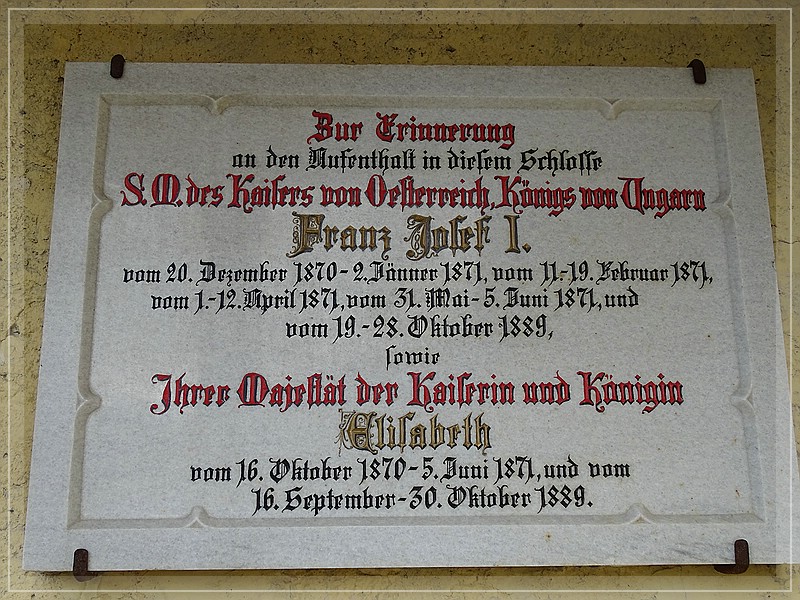 Zur Erinnerung
an den Aufenthalt in diesem Schlosse
S. M. des Kaisers von Oesterreich, Königs von Ungarn
Franz Josef I.
vom 20. Dezember 1870 - 2. Jänner 1871, vom 11.-19. Februar 1871,
vom 1.-12. April 1871, vom 31. Mai - 5. Juni 1871, und
vom 19. - 28. Oktober 1889,
sowie
Ihrer Majestät der Kaiserin und Königin
Elisabeth
vom 16. Oktober 1870 - 5. Juni 1871, und vom
16. September - 30. Oktober 1889.